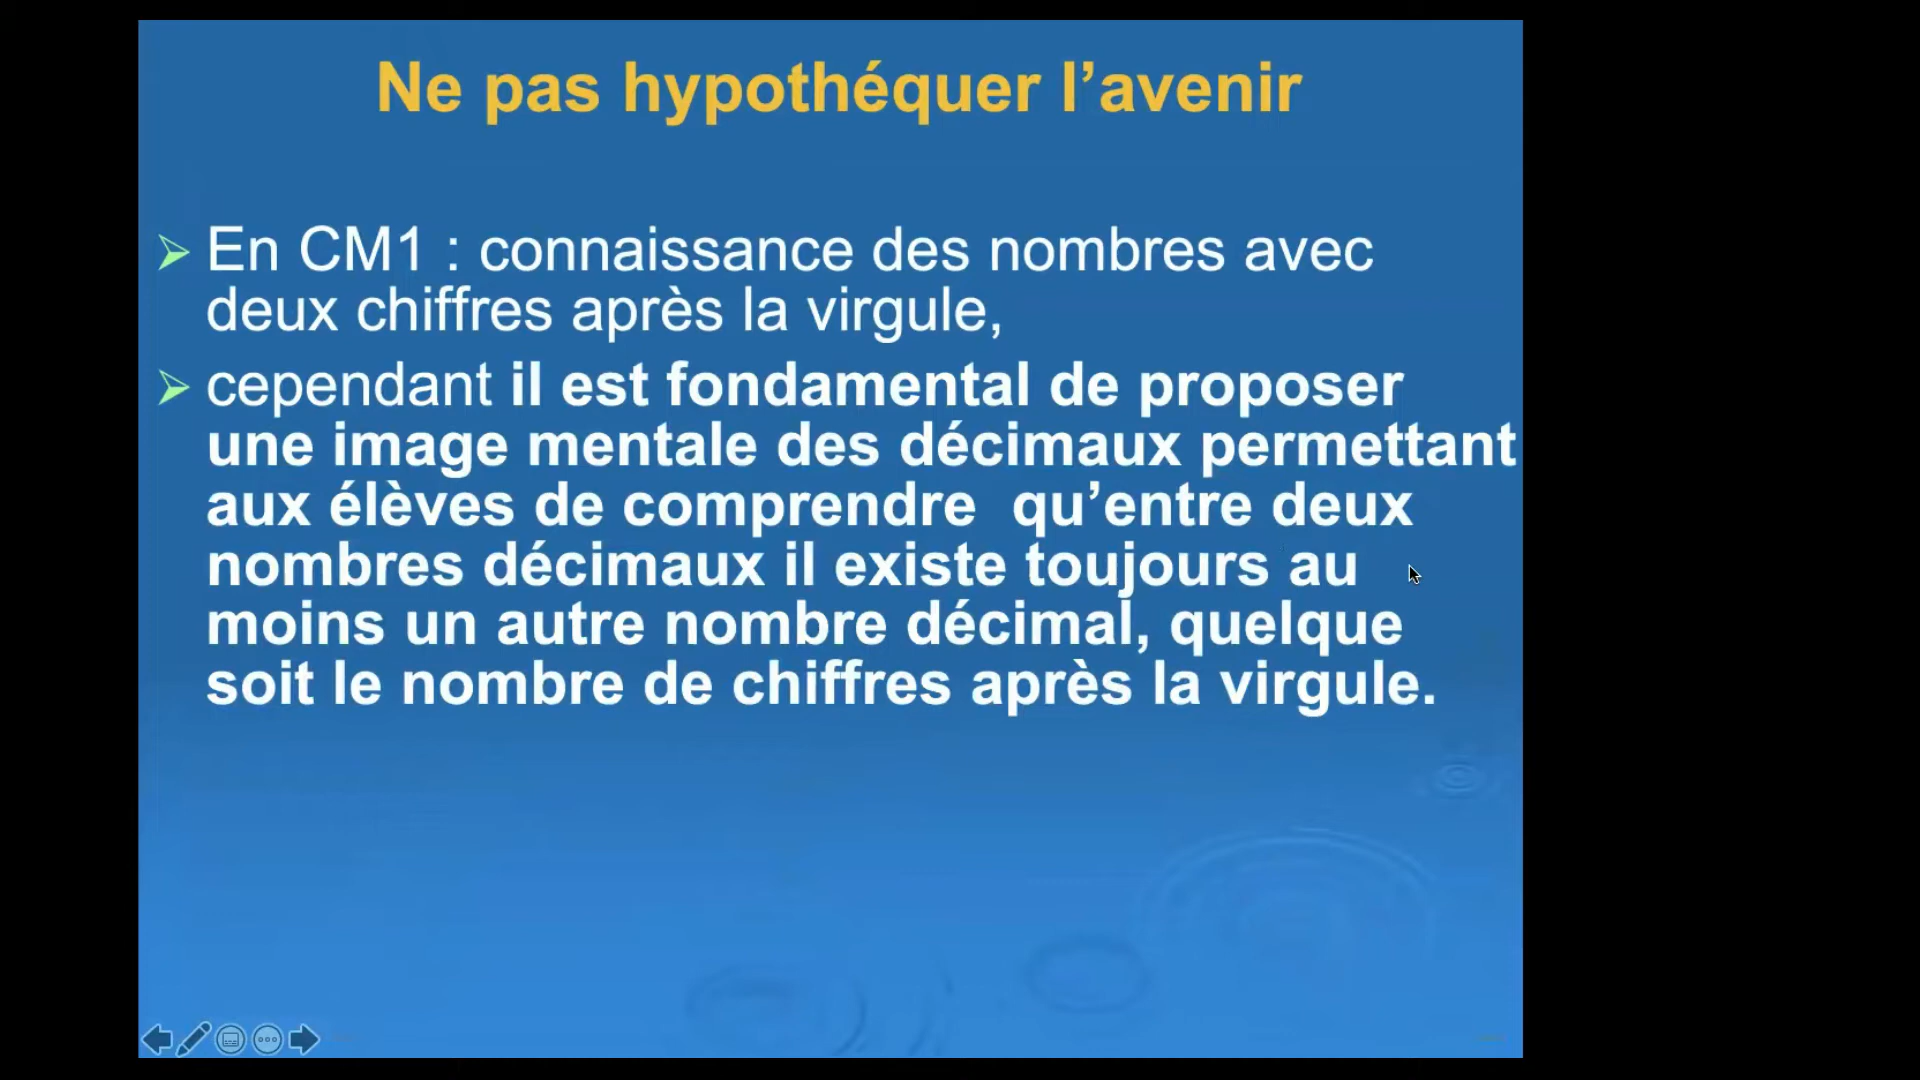 Ne pas hypothéquer l’avenir
En CM1 : connaissance des nombres avec
deux chiffres après la virgule,
cependant il est fondamental de proposer
une image mentale des décimaux permettant
aux élèves de comprendre  qu’entre deux
nombres décimaux il existe toujours au
moins un autre nombre décimal, quelque
soit le nombre de chiffres après la virgule.